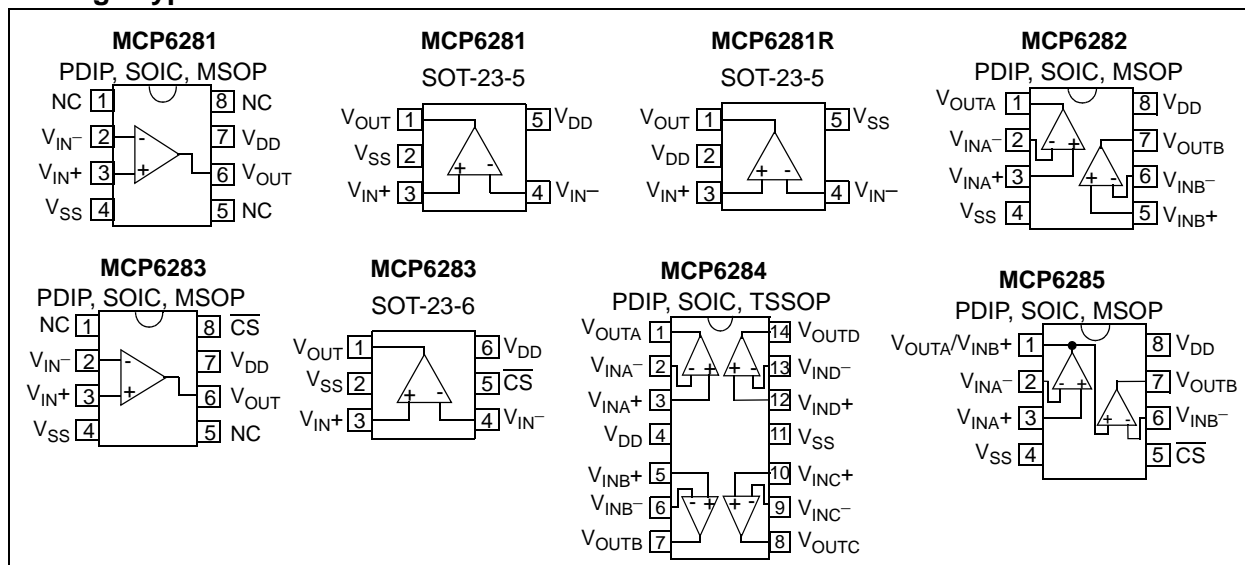 MCP6281
PDIP, SOIC, MSOP
NC 1 8 NC
VIN– 2 - 7 VDD
VIN+ 3 + 6 VOUT
VSS 4 5 NC
MCP6281
SOT-23-5
VOUT 1 5 VDD
VSS 2
VIN+ 3 + - 4 VIN–
MCP6281R
SOT-23-5
VOUT 1 5 VSS
VDD 2
VIN+ 3 + - 4 VIN–
MCP6282
PDIP, SOIC, MSOP
VOUTA 1 8 VDD
VINA– 2 - + 7 VOUTB
VINA+ 3 + - 6 VINB–
VSS 4 5 VINB+
MCP6283
PDIP, SOIC, MSOP
NC 1 8 CS
VIN– 2 - 7 VDD
VIN+ 3 + 6 VOUT
VSS 4 5 NC
MCP6283
SOT-23-6
VOUT 1 6 VDD
VSS 2 5 CS
VIN+ 3 + - 4 VIN–
MCP6284
PDIP, SOIC, TSSOP
VOUTA 1 14 VOUTD
VINA– 2 - + + - 13 VIND–
VINA+ 3 12 VIND+
VDD 4 11 VSS
VINB+ 5 10 VINC+
VINB– 6 - + + - 9 VINC–
VOUTB 7 8 VOUTC
MCP6285
PDIP, SOIC, MSOP
VOUTA/VINB+ 1 8 VDD
VINA– 2 - + 7 VOUTB
VINA+ 3 + - 6 VINB–
VSS 4 5 CS